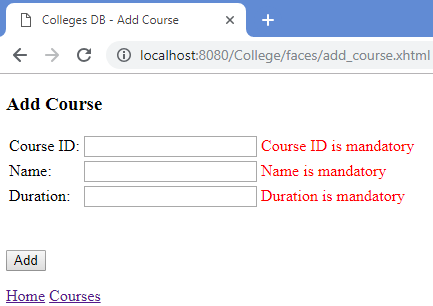 Colleges DB - Add Course
localhost:8080/College/faces/add_course.xhtml
Add Course
Course ID: Course ID is mandatory
Name: Name is mandatory
Duration: Duration is mandatory
Add
Home Courses